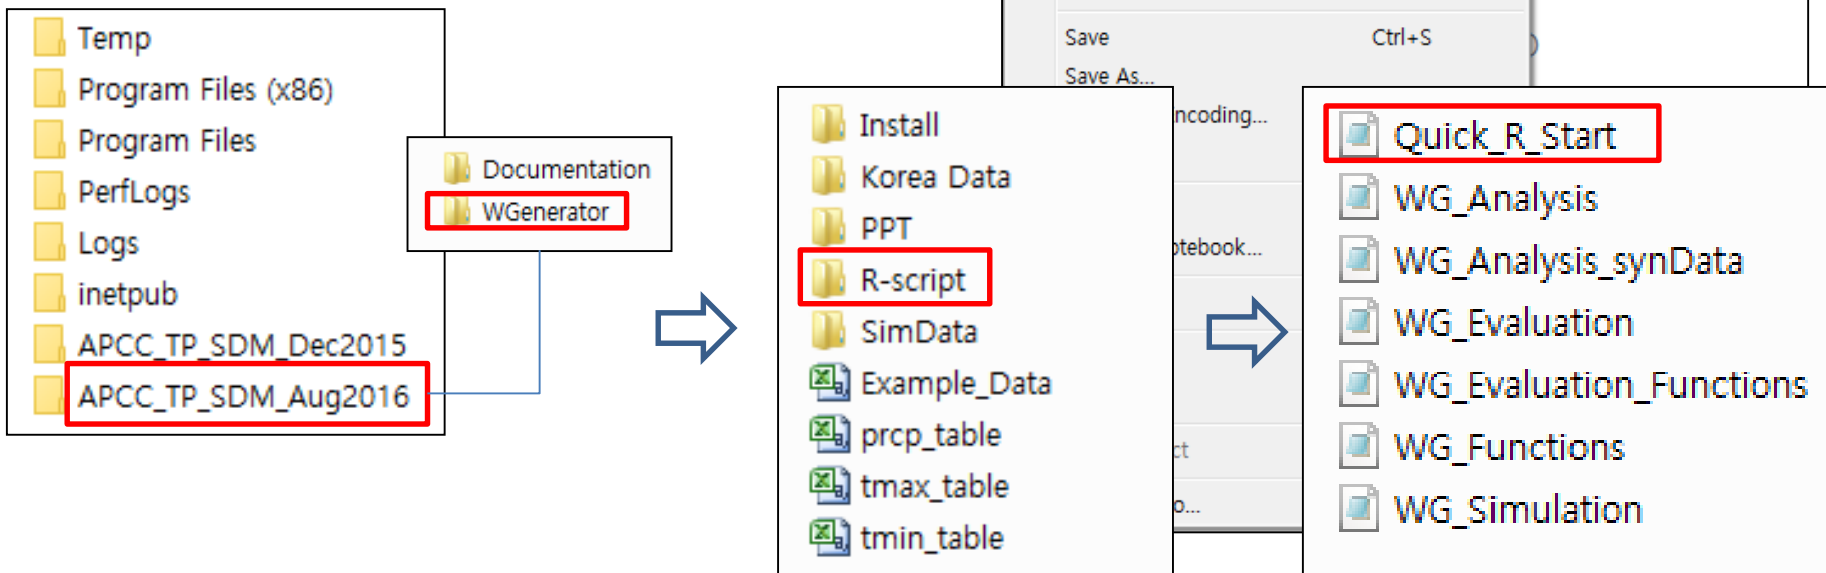 Temp
Program Files (x86)
Program Files
PerfLogs
Logs
inetpub
APCC_TP_SDM_Dec2015
APCC_TP_SDM_Aug2016
Documentation
WGenerator
Save Ctrl+S
Save As...
ncoding...
otebook...
ct
o...
Install
Korea Data
PPT
R-script
SimData
Example_Data
prcp_table
tmax_table
tmin_table
Quick_R_Start
WG_Analysis
WG_Analysis_synData
WG_Evaluation
WG_Evaluation_Functions
WG_Functions
WG_Simulation